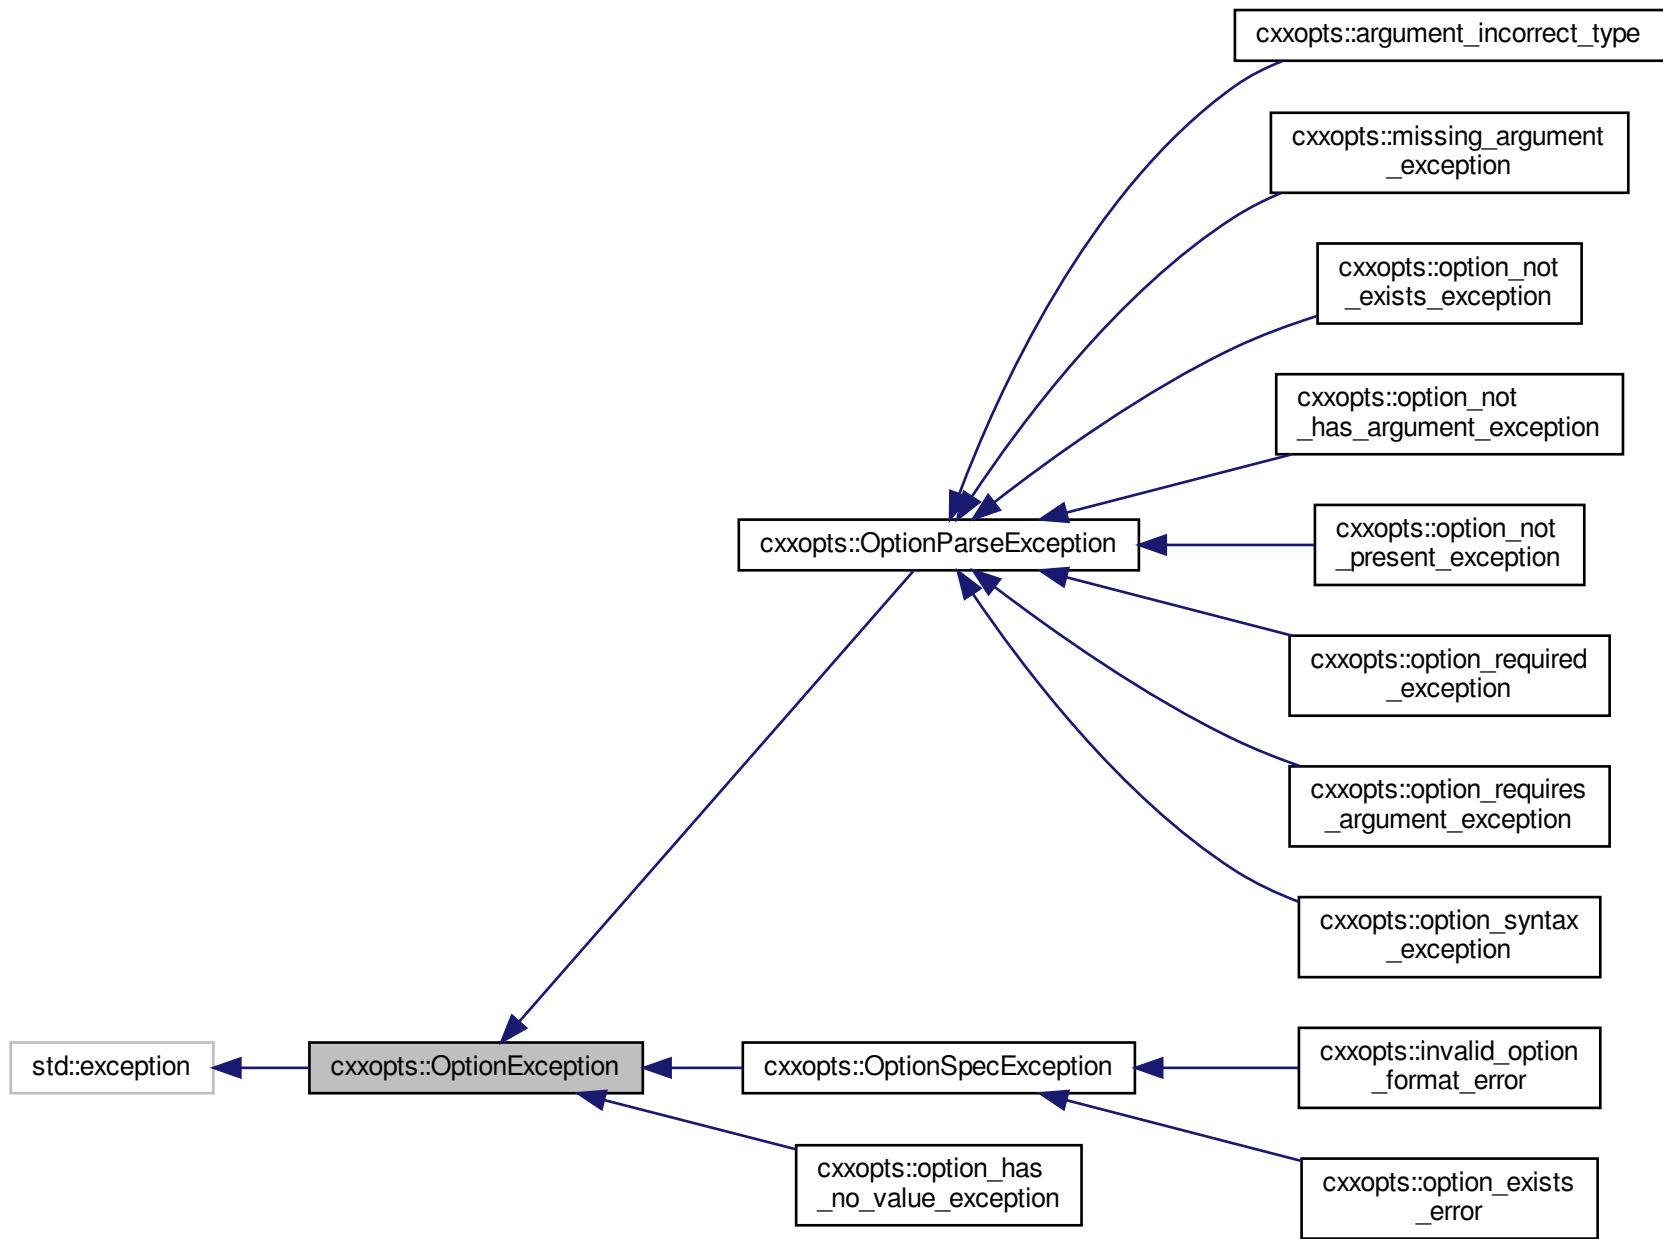 cxxopts::argument_incorrect_type
cxxopts::missing_argument
_exception
cxxopts::option_not
_exists_exception
cxxopts::option_not
_has_argument_exception
cxxopts::OptionParseException
cxxopts::option_not
_present_exception
cxxopts::option_required
_exception
cxxopts::option_requires
_argument_exception
cxxopts::option_syntax
_exception
std::exception
cxxopts::OptionException
cxxopts::OptionSpecException
cxxopts::invalid_option
_format_error
cxxopts::option_has
_no_value_exception
cxxopts::option_exists
_error